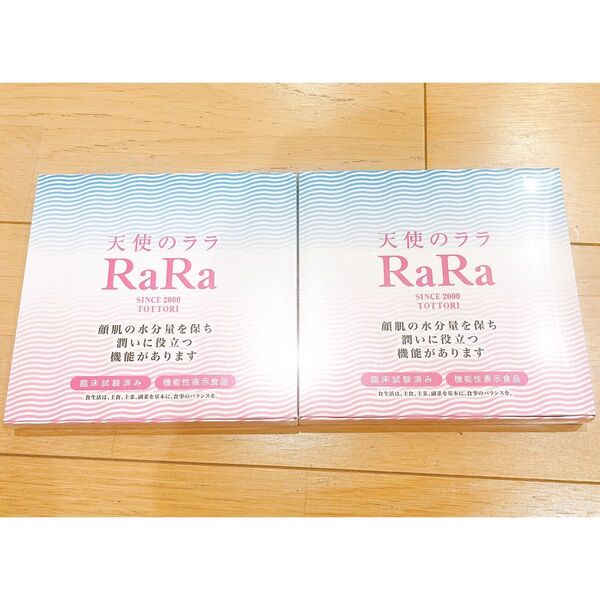 天使のララ
RaRa
SINCE 2000
TOTTORI
顔肌の水分量を保ち
潤いに役立つ
機能があります
臨床試験済み 機能性表示食品
食生活は、主食、主菜、副菜を基本に、食事のバランスを。
天使のララ
RaRa
SINCE 2000
TOTTORI
顔肌の水分量を保ち
潤いに役立つ
機能があります
臨床試験済み 機能性表示食品
食生活は、主食、主菜、副菜を基本に、食事のバランスを。